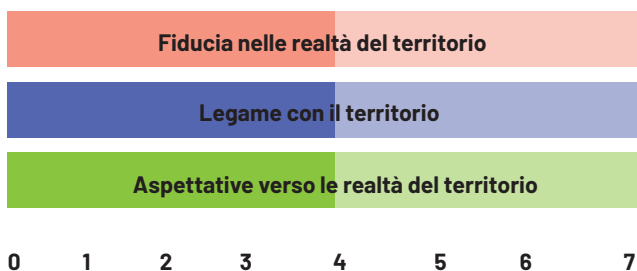 Fiducia nelle realtà del territorio
Legame con il territorio
Aspettative verso le realtà del territorio
0 1 2 3 4 5 6 7